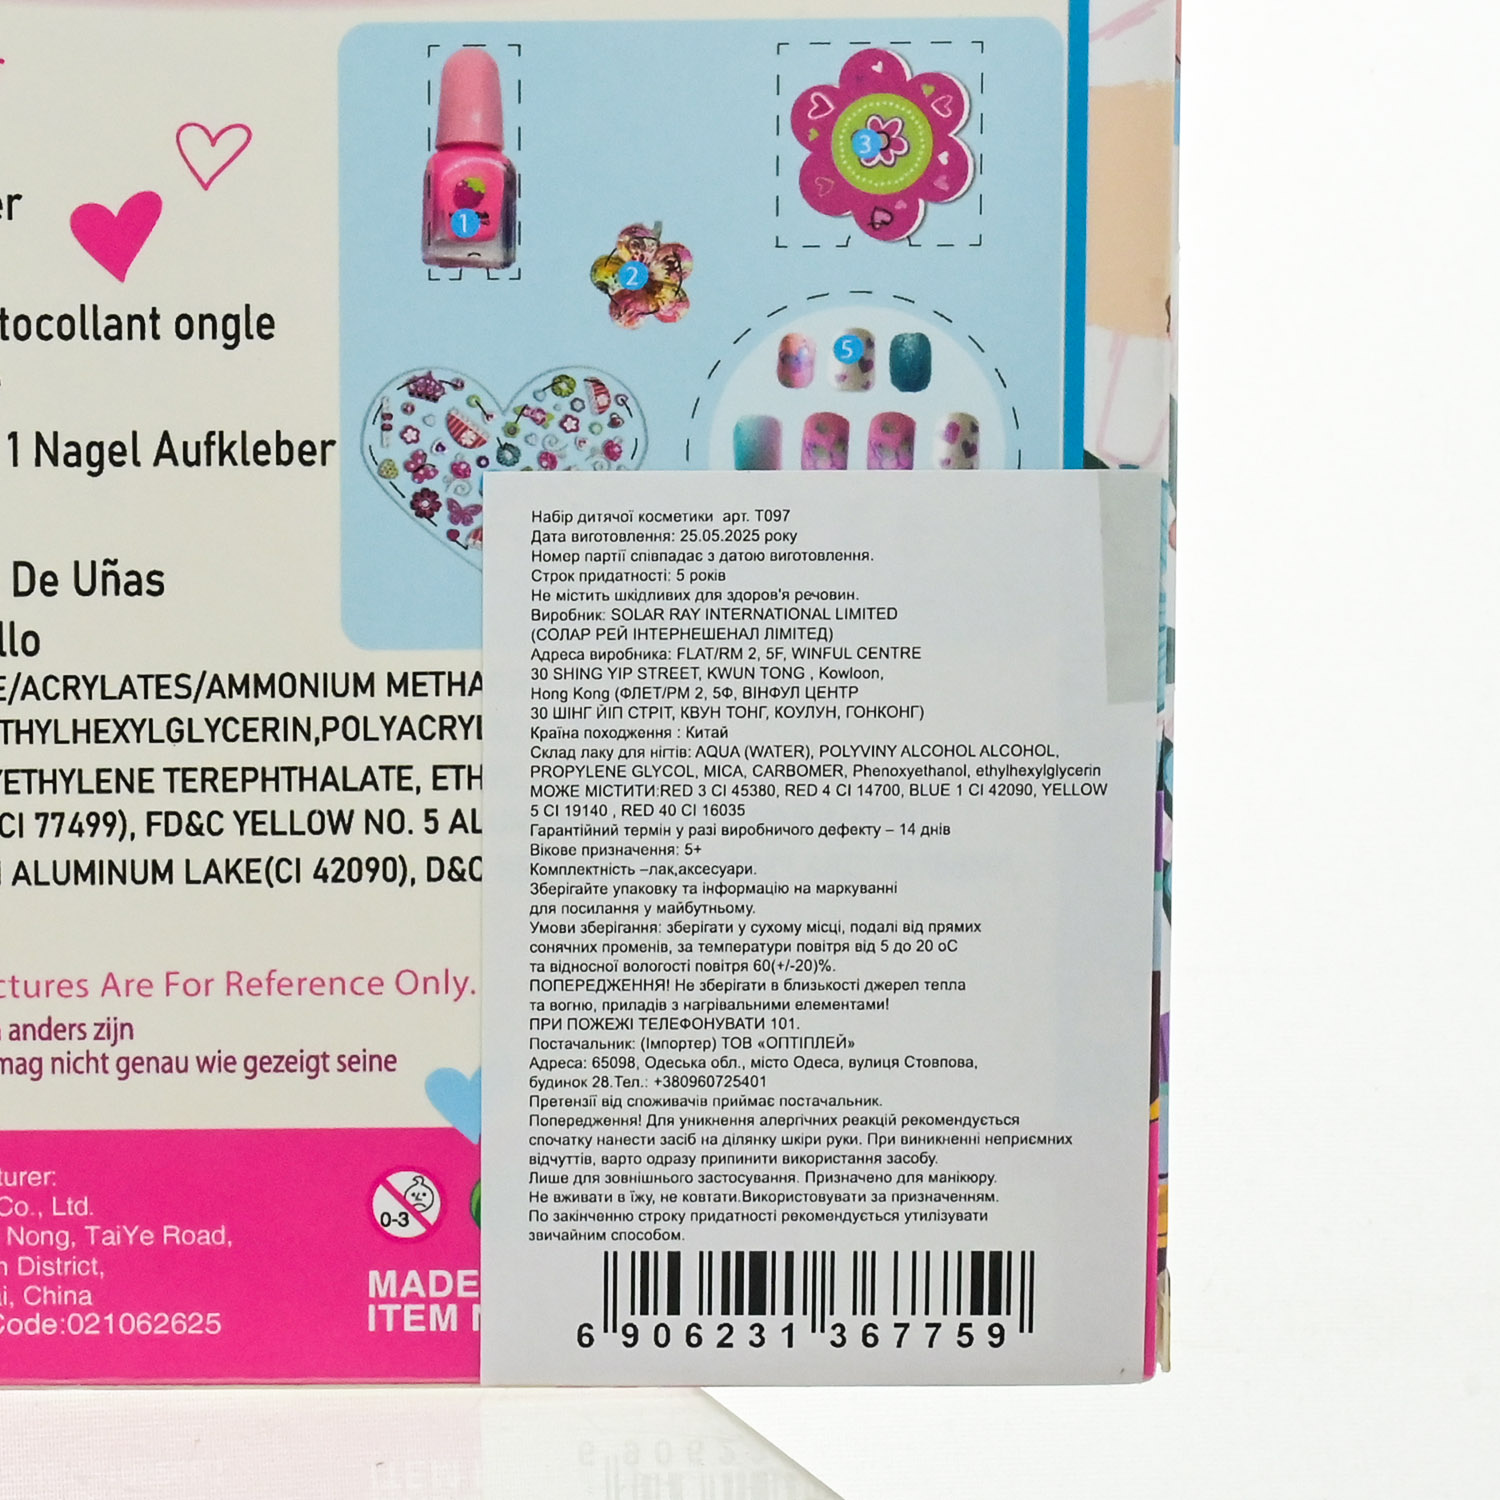 1
2
3
5
tocollant ongle
1 Nagel Aufkleber
De Uñas
/ACRYLATES/AMMONIUM METHA
THYLHEXYLGLYCERIN,POLYACRYL
YETHYLENE TEREPHTHALATE, ETH
CI 77499), FD&C YELLOW NO. 5 AL
ALUMINUM LAKE(CI 42090), D&C
ctures Are For Reference Only.
anders zijn
mag nicht genau wie gezeigt seine
turer:
Co., Ltd.
Nong, TaiYe Road,
District,
i, China
Code:021062625
0-3
MADE
ITEM
Набір дитячої косметики арт. T097
Дата виготовлення: 25.05.2025 року
Номер партії співпадає з датою виготовлення.
Строк придатності: 5 років
Не містить шкідливих для здоров'я речовин.
Виробник: SOLAR RAY INTERNATIONAL LIMITED
(СОЛАР РЕЙ ІНТЕРНЕШЕНАЛ ЛІМІТЕД)
Адреса виробника: FLAT/RM 2, 5F, WINFUL CENTRE
30 SHING YIP STREET, KWUN TONG , Kowloon,
Hong Kong (ФЛЕТ/РМ 2, 5Ф, ВІНФУЛ ЦЕНТР
30 ШІНГ ЙІП СТРІТ, КВУН ТОНГ, КОУЛУН, ГОНКОНГ)
Країна походження : Китай
Склад лаку для нігтів: AQUA (WATER), POLYVINY ALCOHOL ALCOHOL,
PROPYLENE GLYCOL, MICA, CARBOMER, Phenoxyethanol, ethylhexylglycerin
МОЖЕ МІСТИТИ:RED 3 CI 45380, RED 4 CI 14700, BLUE 1 CI 42090, YELLOW
5 CI 19140 , RED 40 CI 16035
Гарантійний термін у разі виробничого дефекту – 14 днів
Вікове призначення: 5+
Комплектність –лак,аксесуари.
Зберігайте упаковку та інформацію на маркуванні
для посилання у майбутньому.
Умови зберігання: зберігати у сухому місці, подалі від прямих
сонячних променів, за температури повітря від 5 до 20 оС
та відносної вологості повітря 60(+/-20)%.
ПОПЕРЕДЖЕННЯ! Не зберігати в близькості джерел тепла
та вогню, приладів з нагрівальними елементами!
ПРИ ПОЖЕЖІ ТЕЛЕФОНУВАТИ 101.
Постачальник: (Імпортер) ТОВ «ОПТІПЛЕЙ»
Адреса: 65098, Одеська обл., місто Одеса, вулиця Стовпова,
будинок 28.Тел.: +380960725401
Претензії від споживачів приймає постачальник.
Попередження! Для уникнення алергічних реакцій рекомендується
спочатку нанести засіб на ділянку шкіри руки. При виникненні неприємних
відчуттів, варто одразу припинити використання засобу.
Лише для зовнішнього застосування. Призначено для манікюру.
Не вживати в їжу, не ковтати.Використовувати за призначенням.
По закінченню строку придатності рекомендується утилізувати
звичайним способом.
6 906231 367759